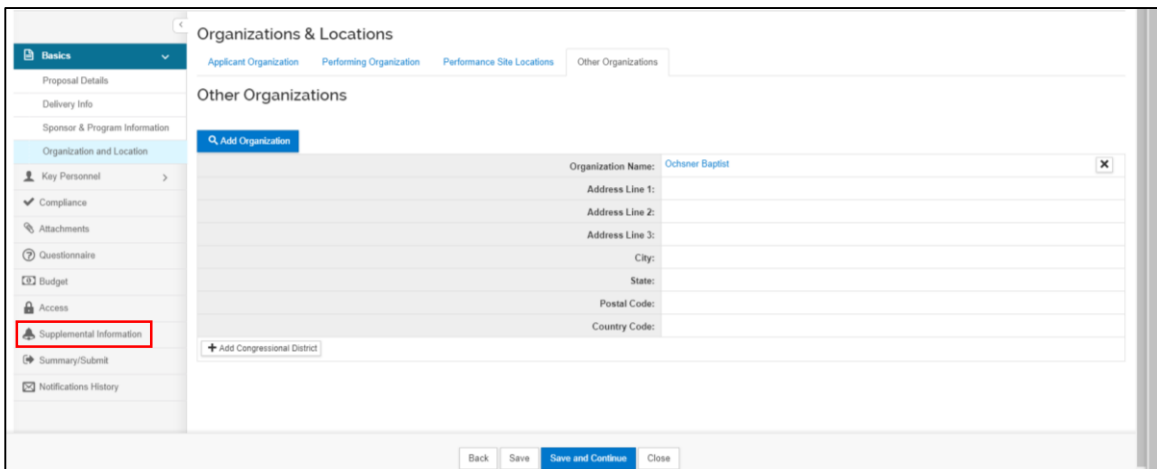 Basics
Proposal Details
Delivery Info
Sponsor & Program Information
Organization and Location
Key Personnel
Compliance
Attachments
Questionnaire
Budget
Access
Supplemental Information
Summary/Submit
Notifications History
Organizations & Locations
Applicant Organization Performing Organization Performance Site Locations Other Organizations
Other Organizations
Add Organization
Organization Name: Ochsner Baptist
Address Line 1:
Address Line 2:
Address Line 3:
City:
State:
Postal Code:
Country Code:
Add Congressional District
Back Save Save and Continue Close